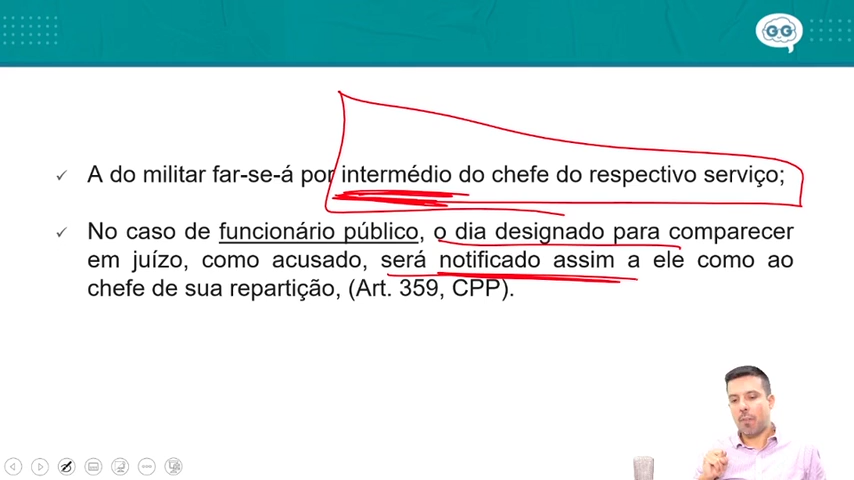 GG
A do militar far-se-á por intermédio do chefe do respectivo serviço;
No caso de funcionário público, o dia designado para comparecer
em juízo, como acusado, será notificado assim a ele como ao
chefe de sua repartição, (Art. 359, CPP).